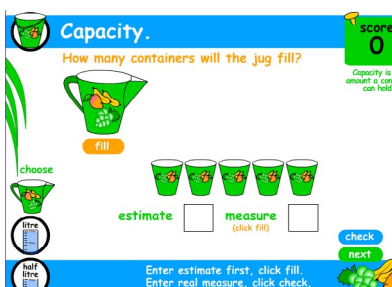 Capacity.
score
0
How many containers will the jug fill?
Capacity is
amount a con
can hold
fill
choose
litre
estimate
measure
(click fill)
check
next
half
litre
Enter estimate first, click fill.
Enter real measure, click check.